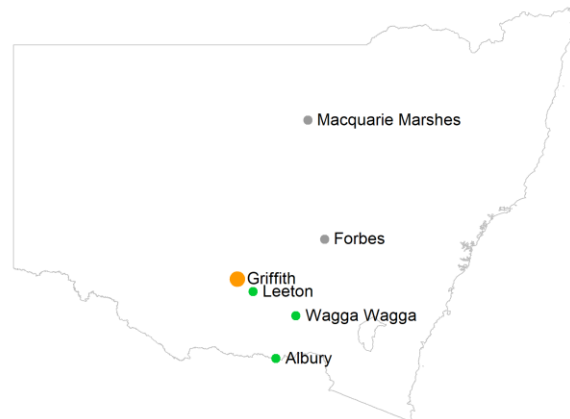 Macquarie Marshes
Forbes
Griffith
Leeton
Wagga Wagga
Albury